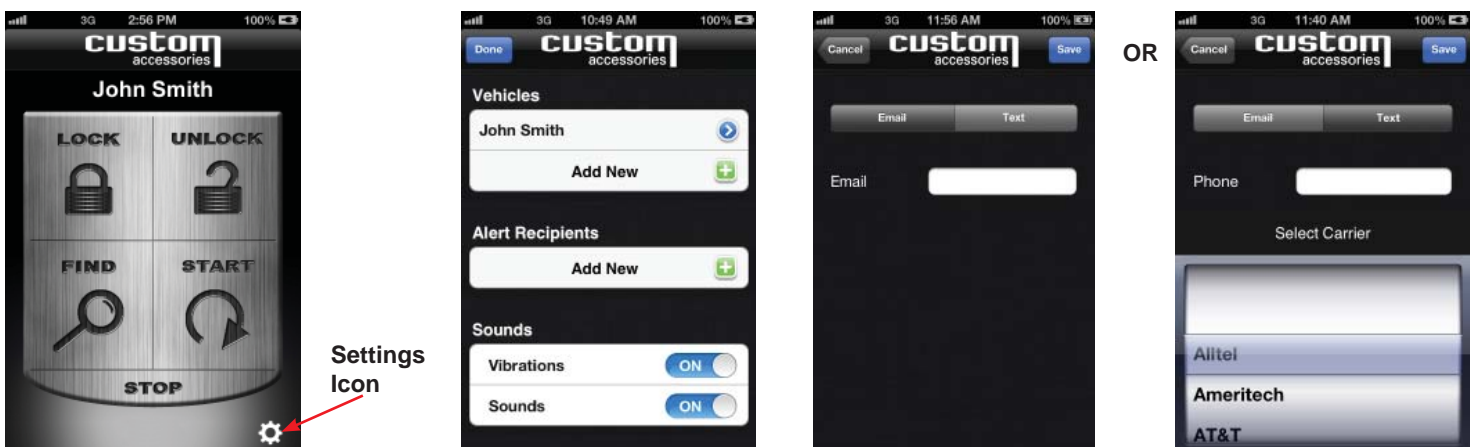 3G 2:56 PM 100%
custom
accessories
John Smith
LOCK UNLOCK
FIND START
STOP
Settings
Icon
3G 10:49 AM 100%
Done custom
accessories
Vehicles
John Smith
Add New
Alert Recipients
Add New
Sounds
Vibrations ON
Sounds ON
3G 11:56 AM 100%
Cancel custom Save
accessories
Email Text
Email
OR
3G 11:40 AM 100%
Cancel custom Save
accessories
Email Text
Phone
Select Carrier
Alltel
Ameritech
AT&T